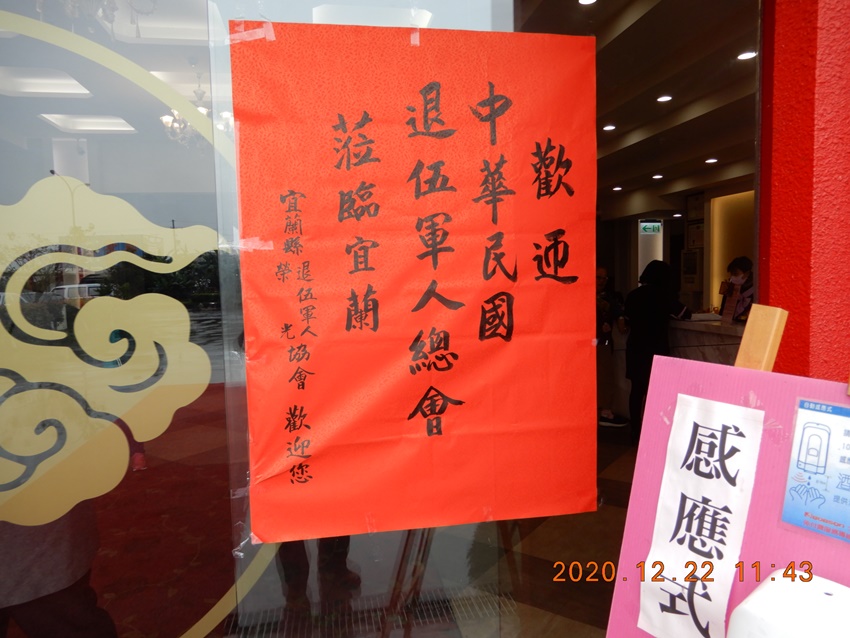 歡迎
中華民國
退伍軍人總會
蒞臨宜蘭
宜蘭縣
退伍軍人
榮光
協會
歡迎您
感應式
2020.12.22 11:43